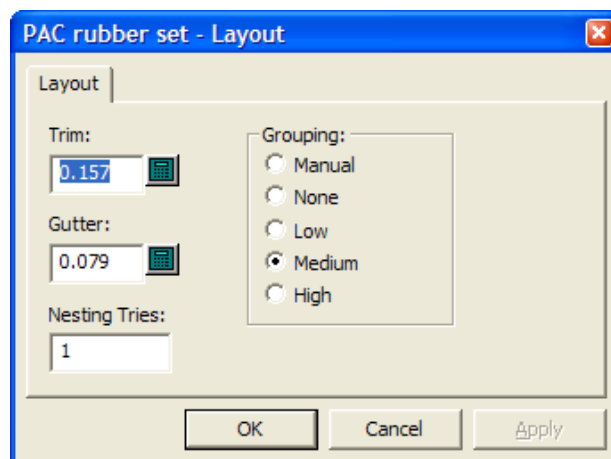 PAC rubber set - Layout
Layout
Trim:
0.157
Gutter:
0.079
Nesting Tries:
1
Grouping:
Manual
None
Low
Medium
High
OK
Cancel
Apply